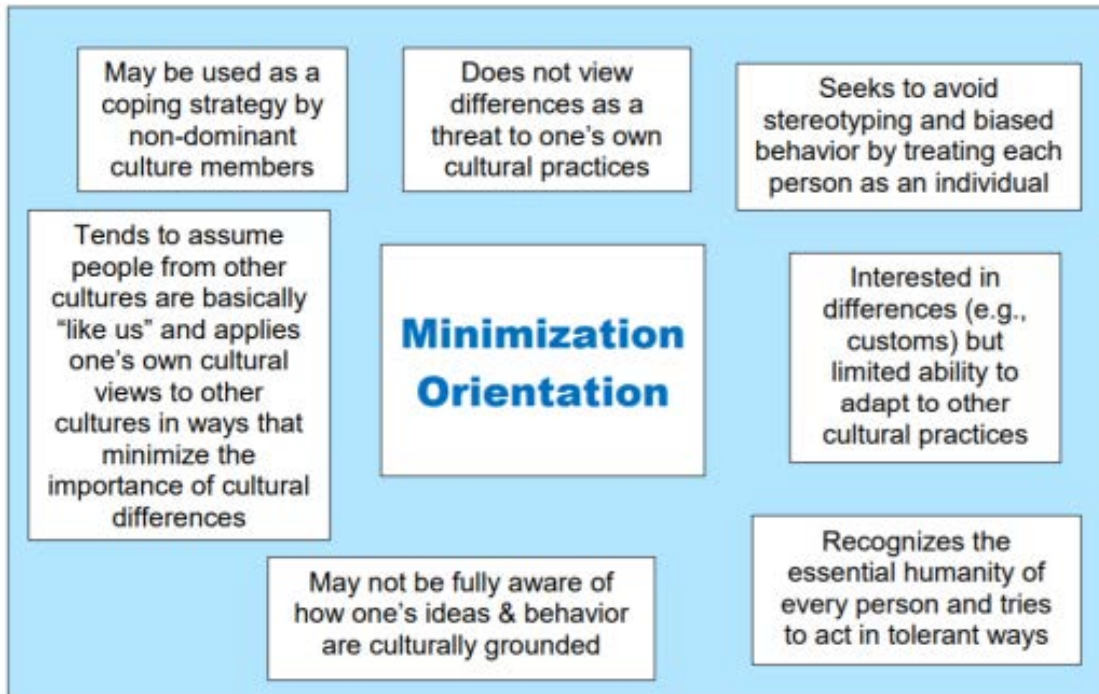 May be used as a
coping strategy by
non-dominant
culture members
Does not view
differences as a
threat to one's own
cultural practices
Seeks to avoid
stereotyping and biased
behavior by treating each
person as an individual
Tends to assume
people from other
cultures are basically
“like us” and applies
one's own cultural
views to other
cultures in ways that
minimize the
importance of cultural
differences
Minimization
Orientation
Interested in
differences (e.g.,
customs) but
limited ability to
adapt to other
cultural practices
May not be fully aware of
how one's ideas & behavior
are culturally grounded
Recognizes the
essential humanity of
every person and tries
to act in tolerant ways